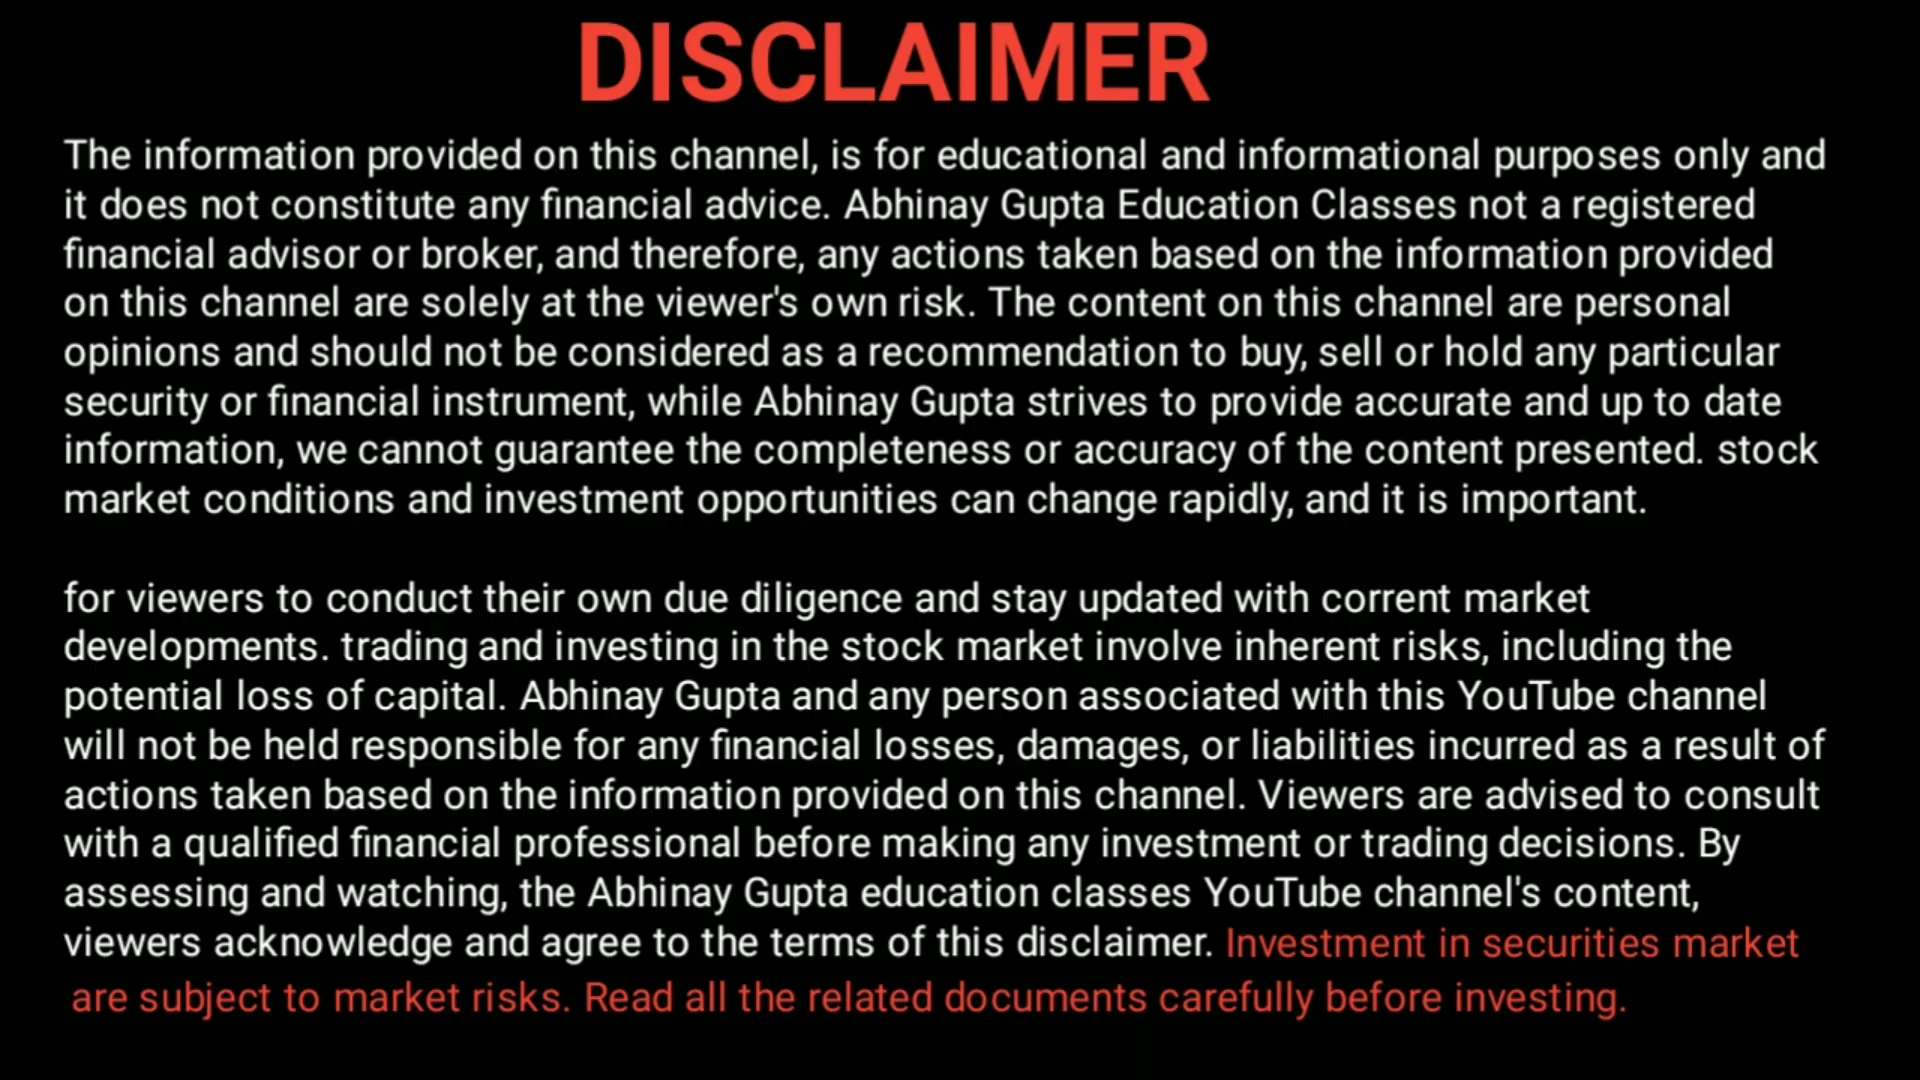 DISCLAIMER
The information provided on this channel, is for educational and informational purposes only and
it does not constitute any financial advice. Abhinay Gupta Education Classes not a registered
financial advisor or broker, and therefore, any actions taken based on the information provided
on this channel are solely at the viewer's own risk. The content on this channel are personal
opinions and should not be considered as a recommendation to buy, sell or hold any particular
security or financial instrument, while Abhinay Gupta strives to provide accurate and up to date
information, we cannot guarantee the completeness or accuracy of the content presented. stock
market conditions and investment opportunities can change rapidly, and it is important.
for viewers to conduct their own due diligence and stay updated with corrent market
developments. trading and investing in the stock market involve inherent risks, including the
potential loss of capital. Abhinay Gupta and any person associated with this YouTube channel
will not be held responsible for any financial losses, damages, or liabilities incurred as a result of
actions taken based on the information provided on this channel. Viewers are advised to consult
with a qualified financial professional before making any investment or trading decisions. By
assessing and watching, the Abhinay Gupta education classes YouTube channel's content,
viewers acknowledge and agree to the terms of this disclaimer. Investment in securities market
are subject to market risks. Read all the related documents carefully before investing.